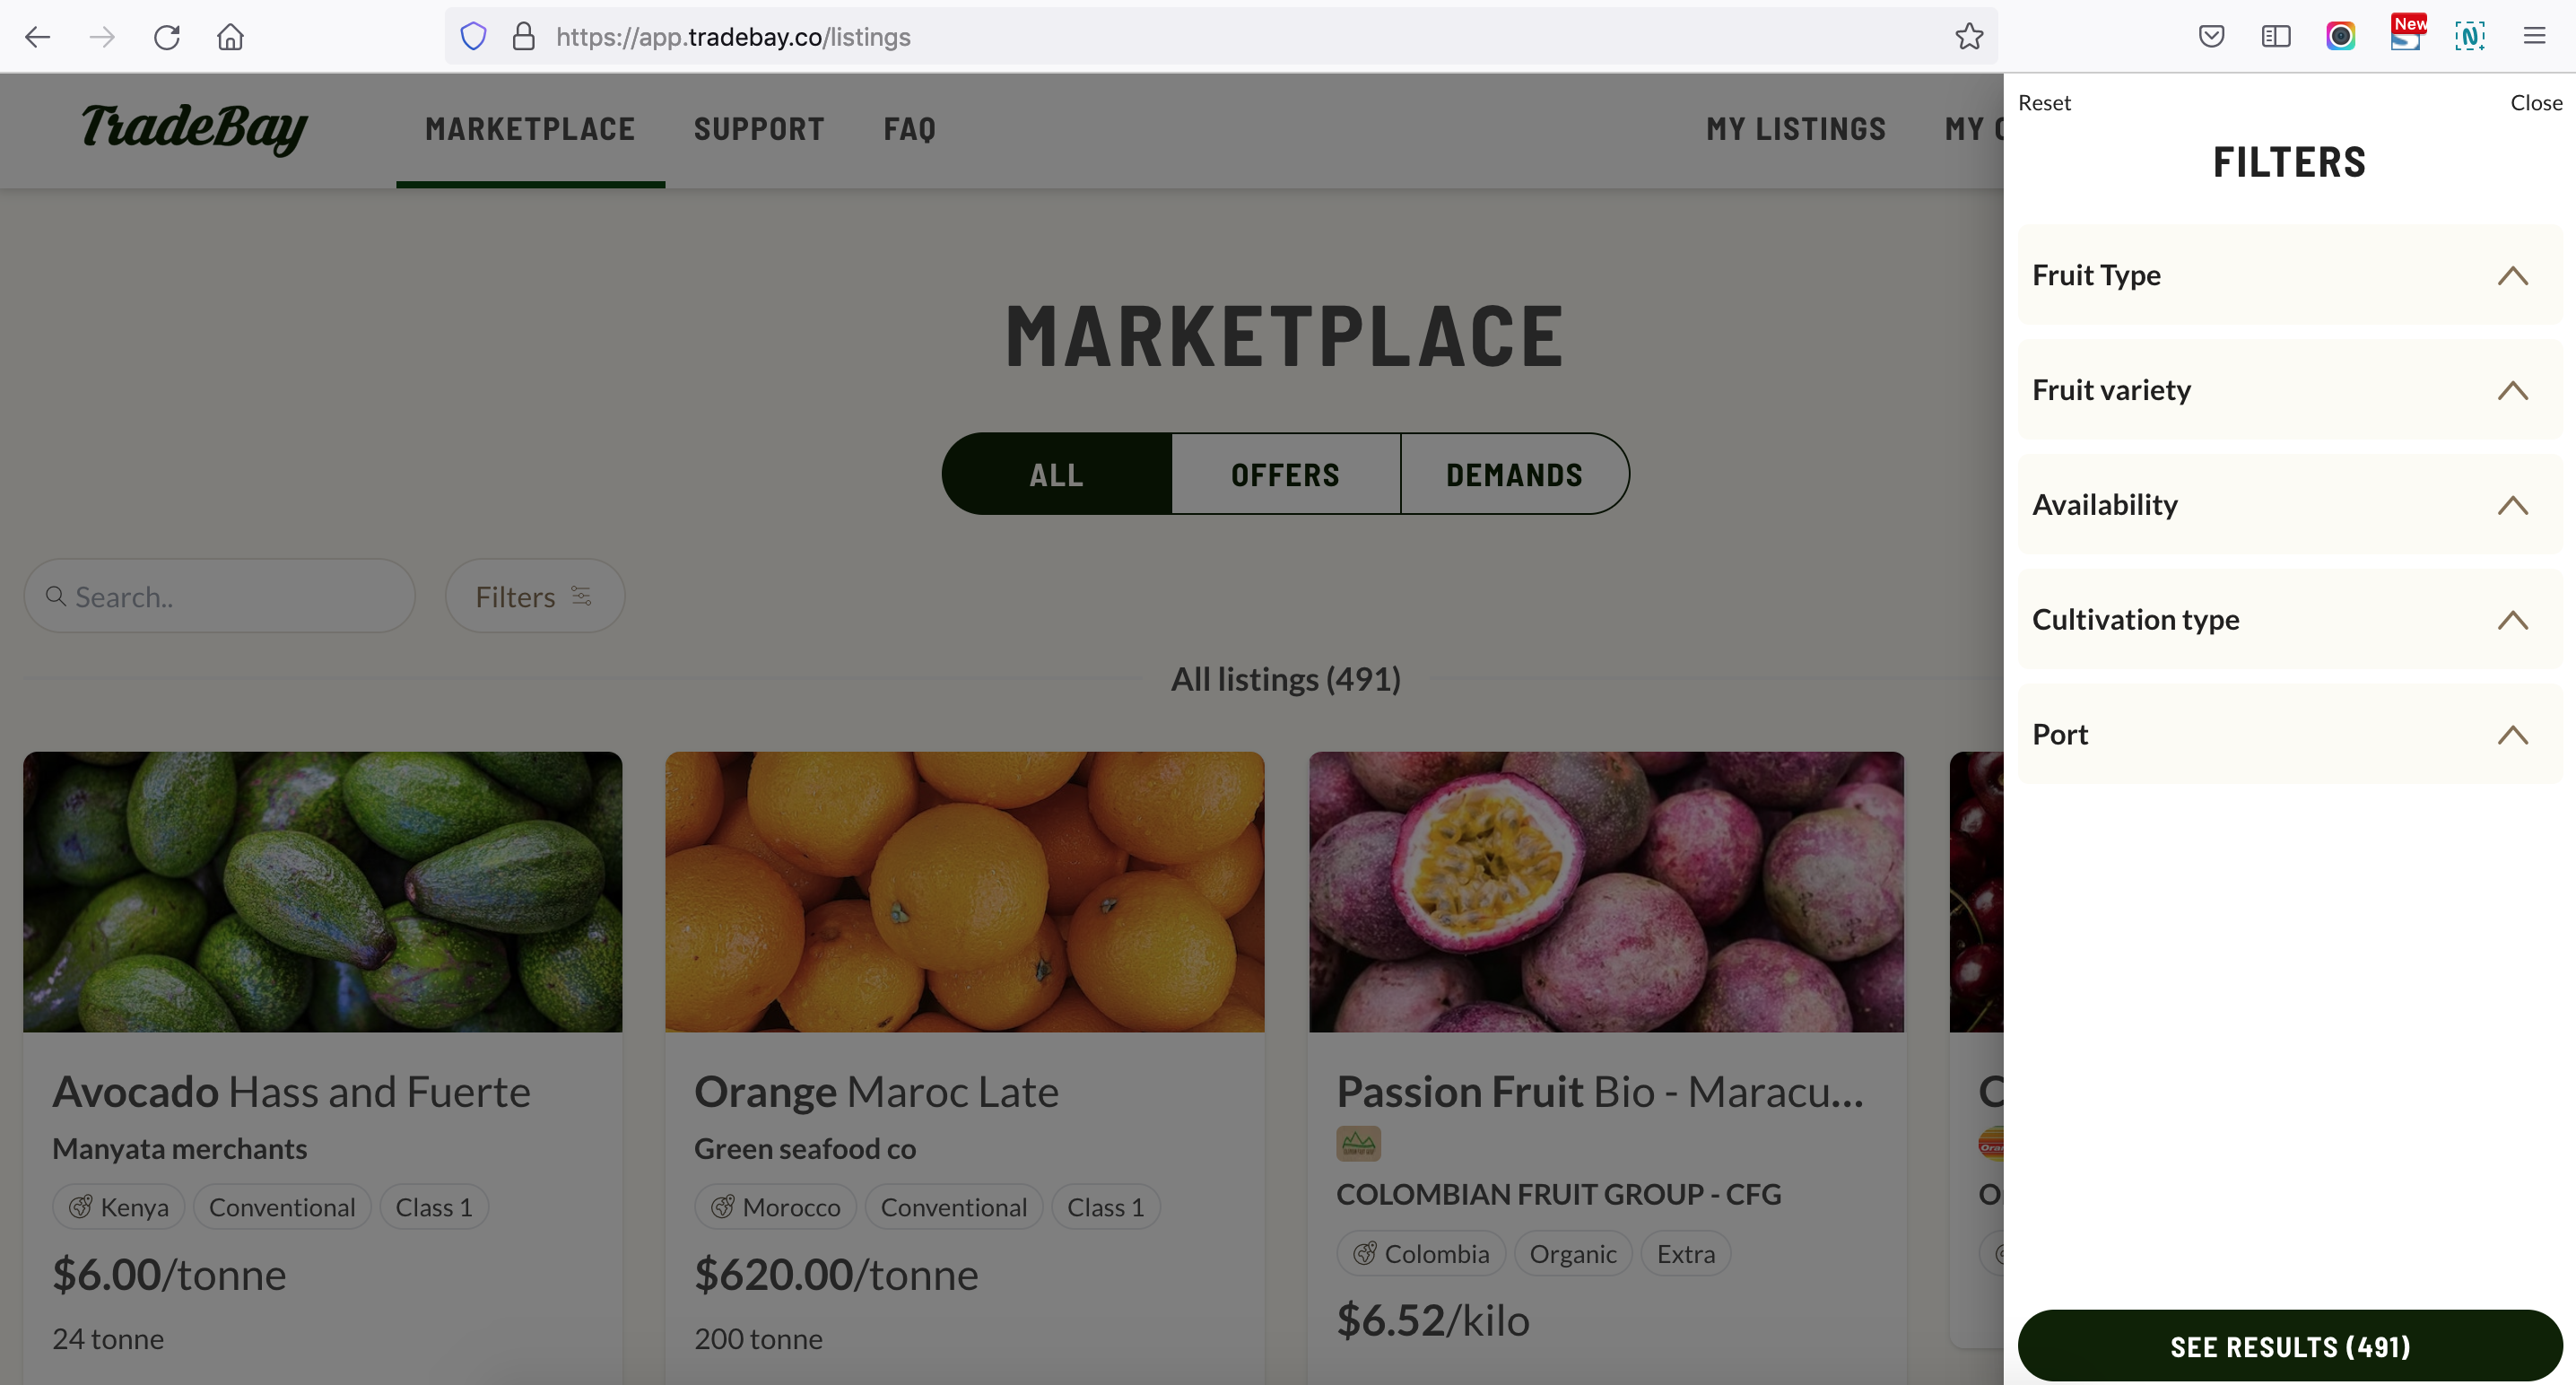 https://app.tradebay.co/listings
New
TradeBay
MARKETPLACE
SUPPORT
FAQ
MY LISTINGS
MY
MARKETPLACE
ALL
OFFERS
DEMANDS
Search..
Filters
All listings (491)
Avocado Hass and Fuerte
Manyata merchants
Kenya
Conventional
Class 1
$6.00/tonne
24 tonne
Orange Maroc Late
Green seafood co
Morocco
Conventional
Class 1
$620.00/tonne
200 tonne
Passion Fruit Bio - Maracu...
COLOMBIAN FRUIT GROUP - CFG
Colombia
Organic
Extra
$6.52/kilo
Reset
Close
FILTERS
Fruit Type
Fruit variety
Availability
Cultivation type
Port
SEE RESULTS (491)